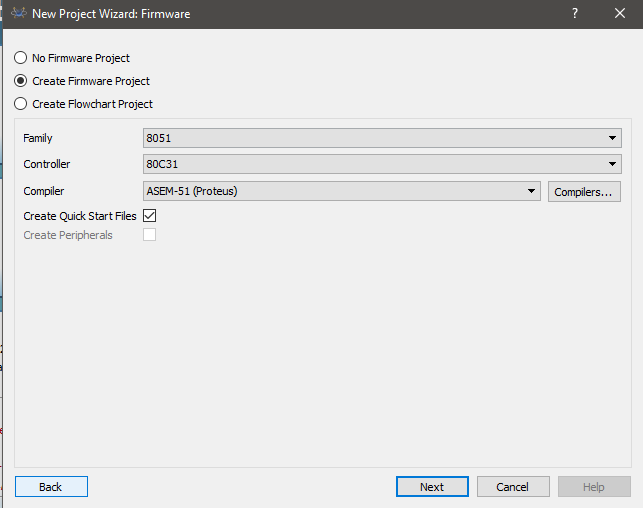 New Project Wizard: Firmware
?
No Firmware Project
Create Firmware Project
Create Flowchart Project
Family 8051
Controller 80C31
Compiler ASEM-51 (Proteus) Compilers...
Create Quick Start Files
Create Peripherals
Back Next Cancel Help